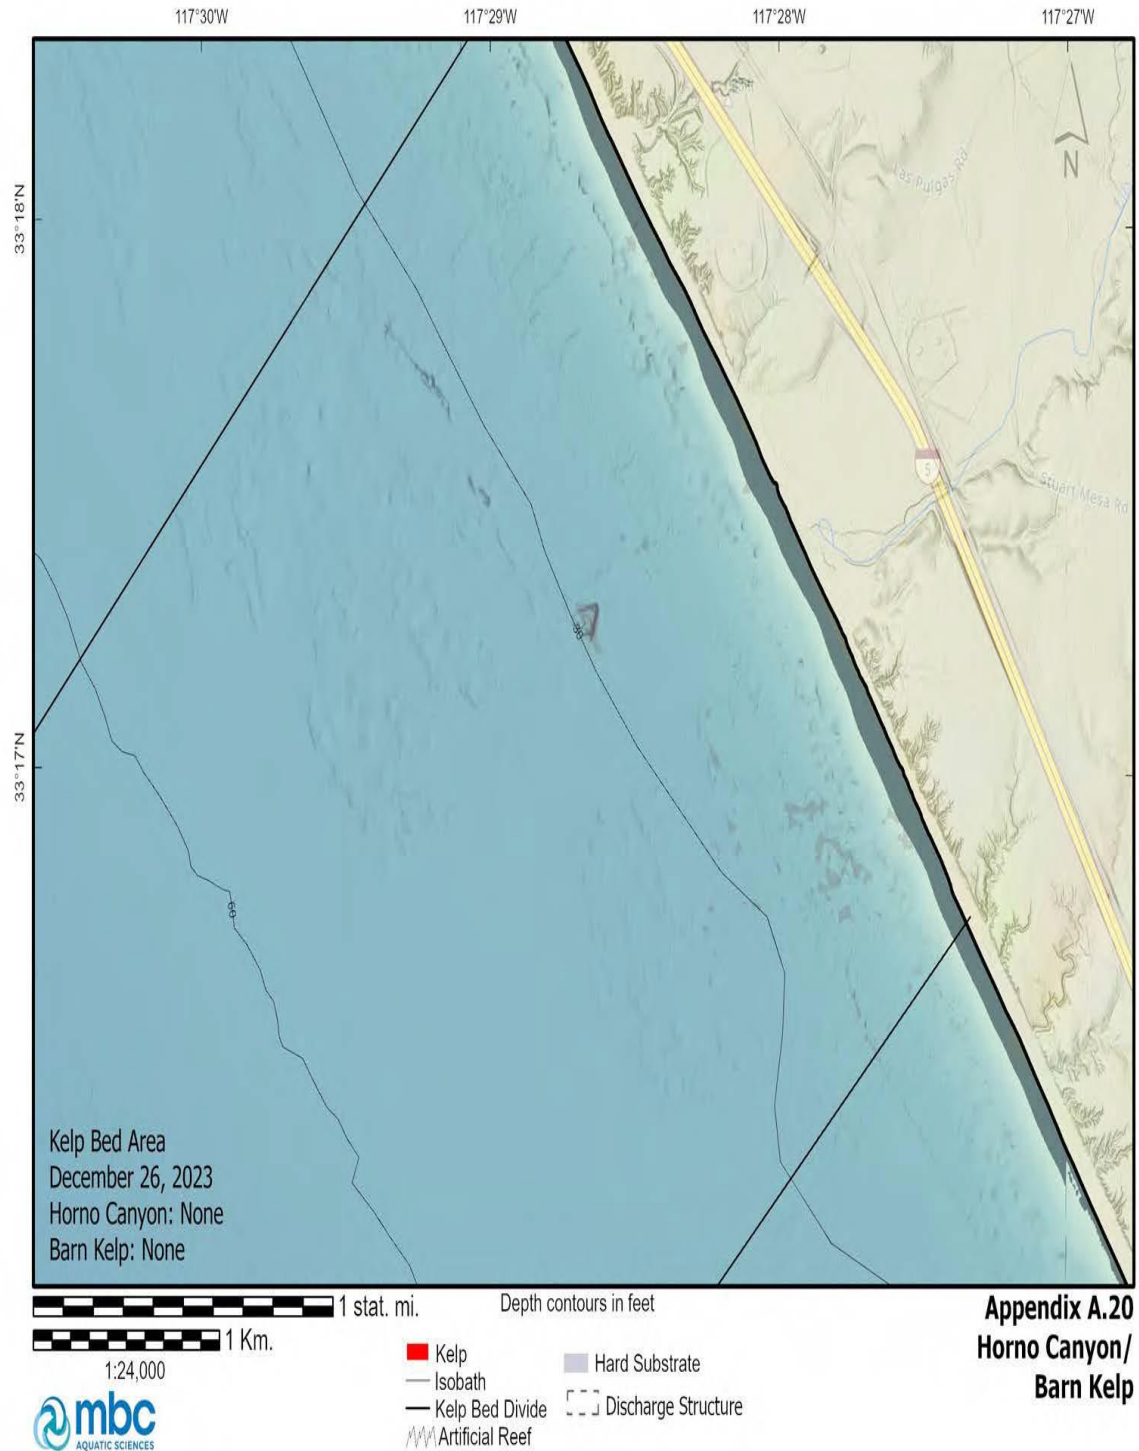 117°30'W 117°29'W 117°28'W 117°27'W
33°18'N
33°17'N
N
as Pulgas Rd
5
Stuart Mesa Rd
30
60
Kelp Bed Area
December 26, 2023
Horno Canyon: None
Barn Kelp: None
1 stat. mi.
1 Km.
1:24,000
mbc
AQUATIC SCIENCES
Depth contours in feet
Kelp
Isobath
Kelp Bed Divide
Artificial Reef
Hard Substrate
Discharge Structure
Appendix A.20
Horno Canyon/
Barn Kelp